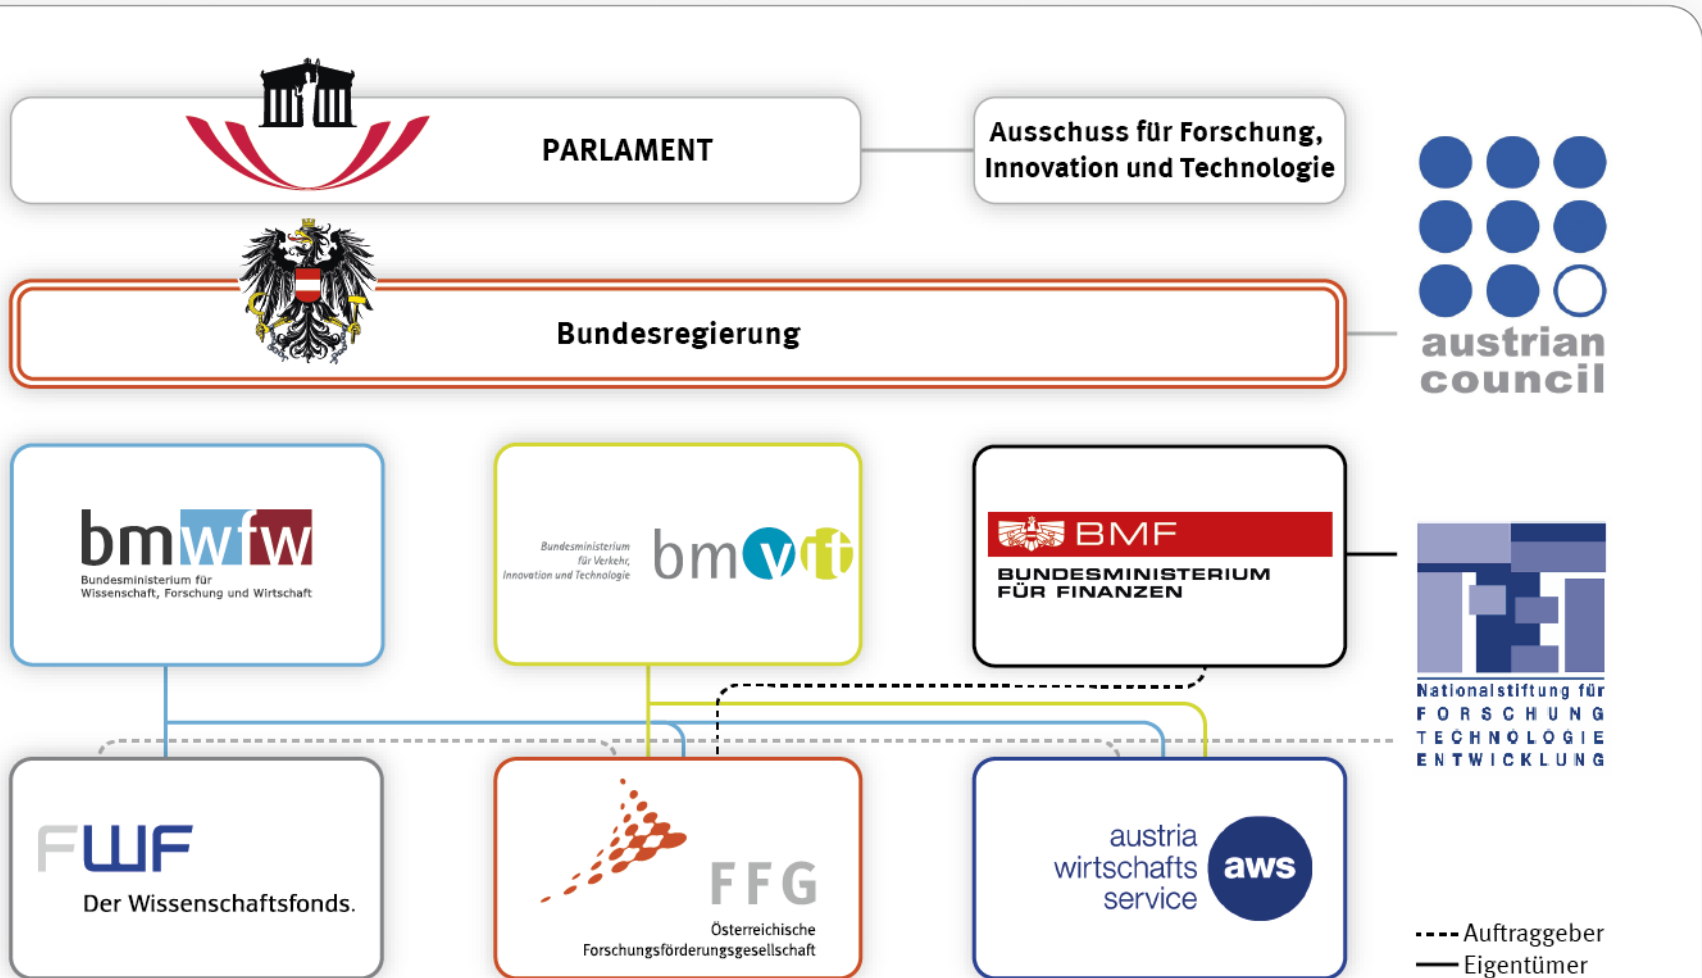 PARLAMENT
Ausschuss für Forschung,
Innovation und Technologie
Bundesregierung
austrian
council
bmwfw
Bundesministerium für
Wissenschaft, Forschung und Wirtschaft
Bundesministerium
für Verkehr,
Innovation und Technologie
bmvit
BMF
BUNDESMINISTERIUM
FÜR FINANZEN
Nationalstiftung für
FORSCHUNG
TECHNOLOGIE
ENTWICKLUNG
FWF
Der Wissenschaftsfonds.
FFG
Österreichische
Forschungsförderungsgesellschaft
austria
wirtschafts
service
aws
Auftraggeber
Eigentümer